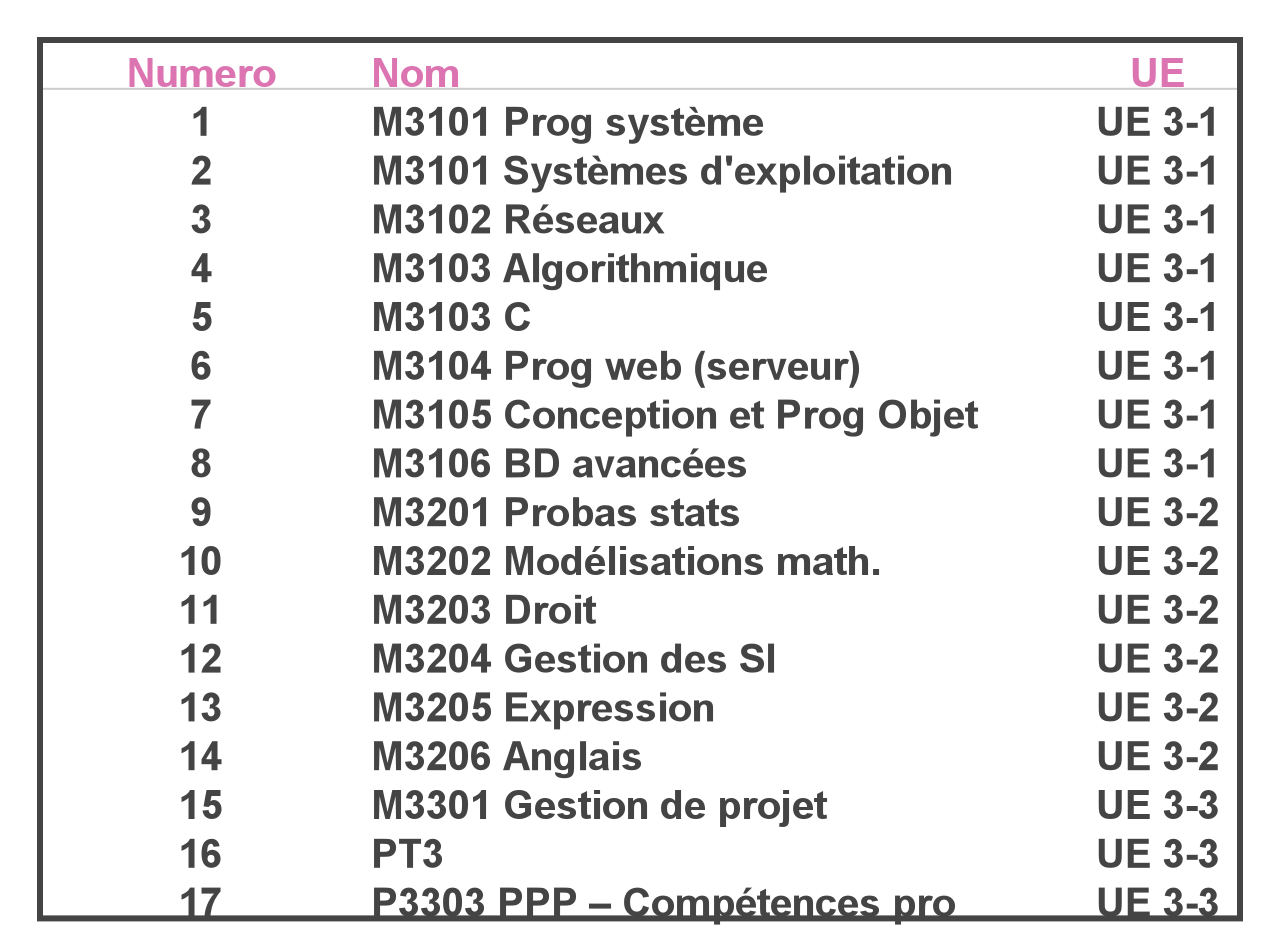 Numero Nom UE
1 M3101 Prog système UE 3-1
2 M3101 Systèmes d'exploitation UE 3-1
3 M3102 Réseaux UE 3-1
4 M3103 Algorithmique UE 3-1
5 M3103 C UE 3-1
6 M3104 Prog web (serveur) UE 3-1
7 M3105 Conception et Prog Objet UE 3-1
8 M3106 BD avancées UE 3-1
9 M3201 Probas stats UE 3-2
10 M3202 Modélisations math. UE 3-2
11 M3203 Droit UE 3-2
12 M3204 Gestion des SI UE 3-2
13 M3205 Expression UE 3-2
14 M3206 Anglais UE 3-2
15 M3301 Gestion de projet UE 3-3
16 PT3 UE 3-3
17 P3303 PPP – Compétences pro UE 3-3